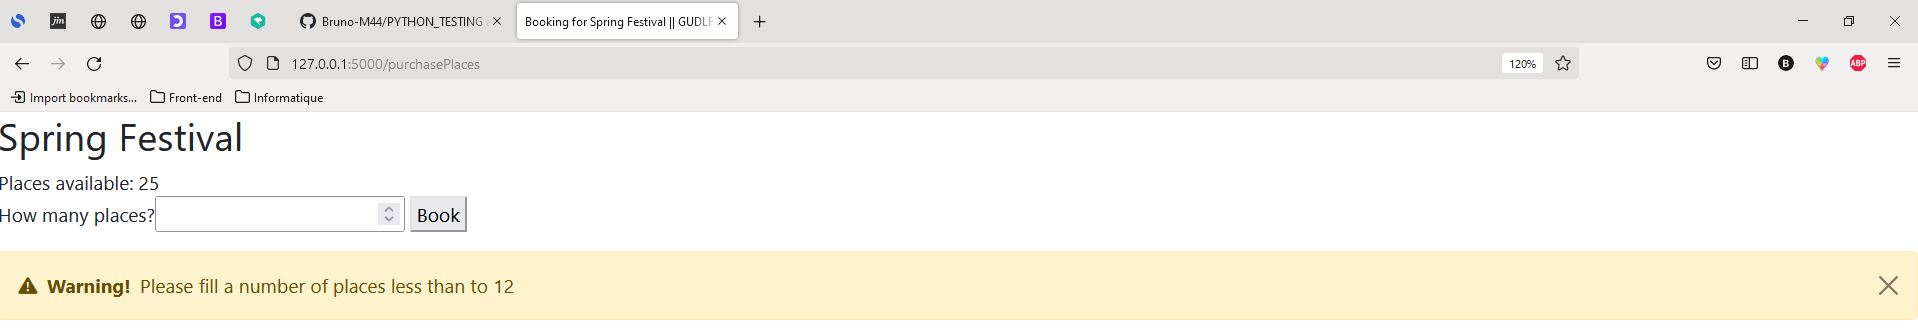 jin
B
Bruno-M44/PYTHON_TESTING
Booking for Spring Festival || GUDLF
127.0.0.1:5000/purchasePlaces
120%
B
ABP
Import bookmarks...
Front-end
Informatique
Spring Festival
Places available: 25
How many places?
Book
Warning! Please fill a number of places less than to 12